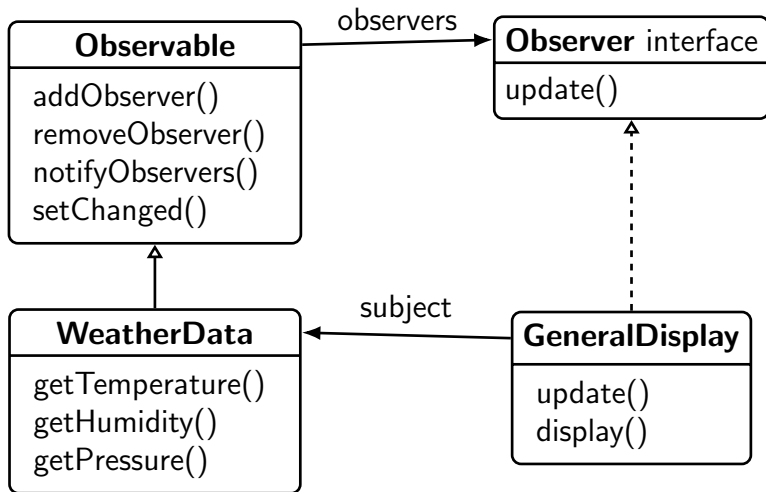 Observable
addObserver()
removeObserver()
notifyObservers()
setChanged()
observers
Observer interface
update()
WeatherData
getTemperature()
getHumidity()
getPressure()
subject
GeneralDisplay
update()
display()